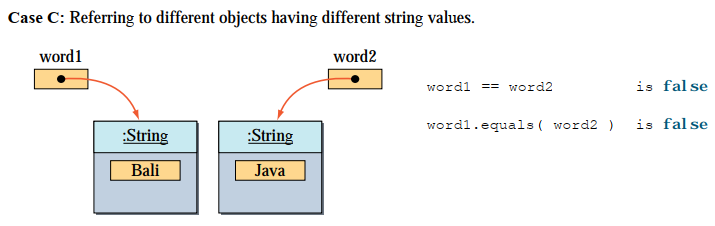 Case C: Referring to different objects having different string values.
word1 word2
word1 == word2 is false
:String :String
word1.equals( word2 ) is false
Bali Java